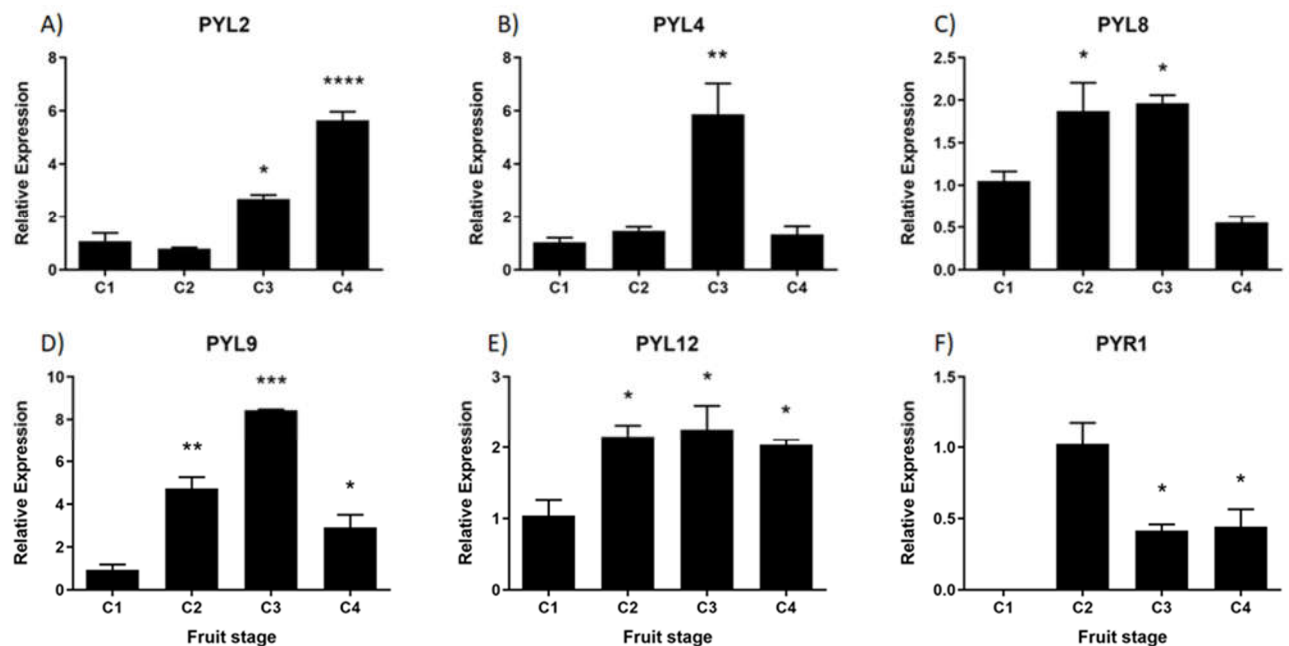 A) PYL2
8
6
4
2
0
Relative Expression
*
****
C1 C2 C3 C4
B) PYL4
8
6
4
2
0
Relative Expression
**
C1 C2 C3 C4
C) PYL8
2.5
2.0
1.5
1.0
0.5
0.0
Relative Expression
*
*
C1 C2 C3 C4
D) PYL9
10
8
6
4
2
0
Relative Expression
**
***
*
C1 C2 C3 C4
Fruit stage
E) PYL12
3
2
1
0
Relative Expression
*
*
*
C1 C2 C3 C4
Fruit stage
F) PYR1
1.5
1.0
0.5
0.0
Relative Expression
*
*
C1 C2 C3 C4
Fruit stage